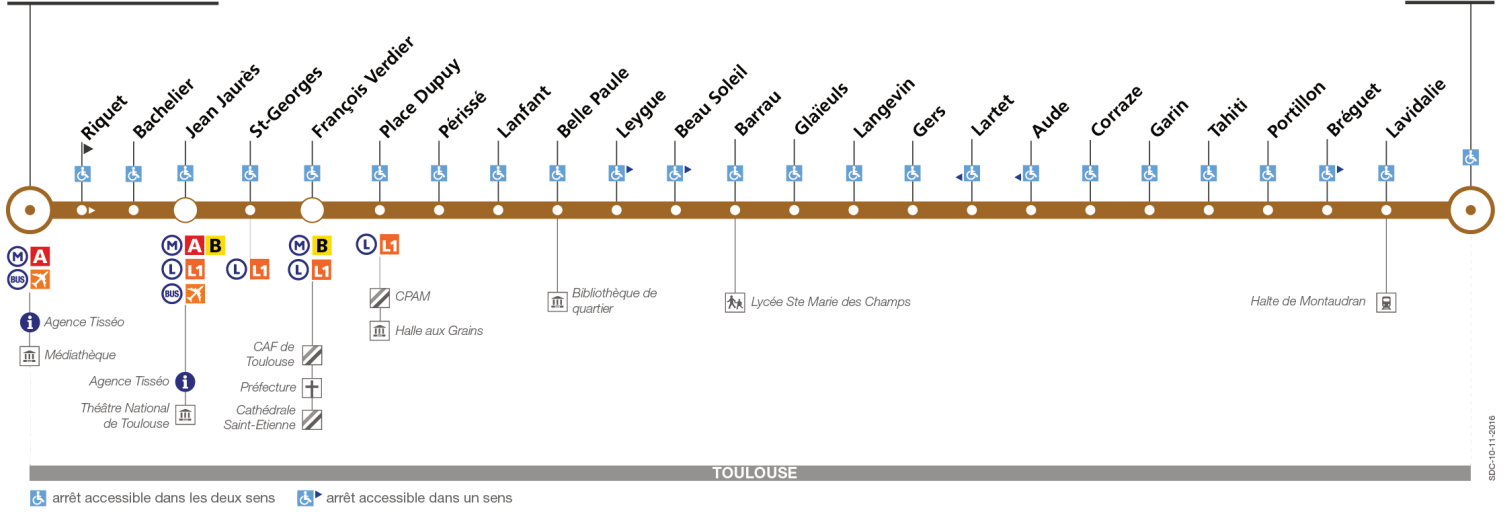 Riquet
Bachelier
Jean Jaurès
St-Georges
François Verdier
Place Dupuy
Périssé
Lanfant
Belle Paule
Leygue
Beau Soleil
Barrau
Glaïeuls
Langevin
Gers
Lartet
Aude
Corraze
Garin
Tahiti
Portillon
Bréguet
Lavidalie
M A
BUS
Agence Tisséo
Médiathèque
M A B
L L1
BUS
Agence Tisséo
Théâtre National
de Toulouse
L L1
M B
L L1
CAF de
Toulouse
Préfecture
Cathédrale
Saint-Etienne
L L1
CPAM
Halle aux Grains
Bibliothèque de
quartier
Lycée Ste Marie des Champs
Halte de Montaudran
SDC-10-11-2016
TOULOUSE
arrêt accessible dans les deux sens
arrêt accessible dans un sens